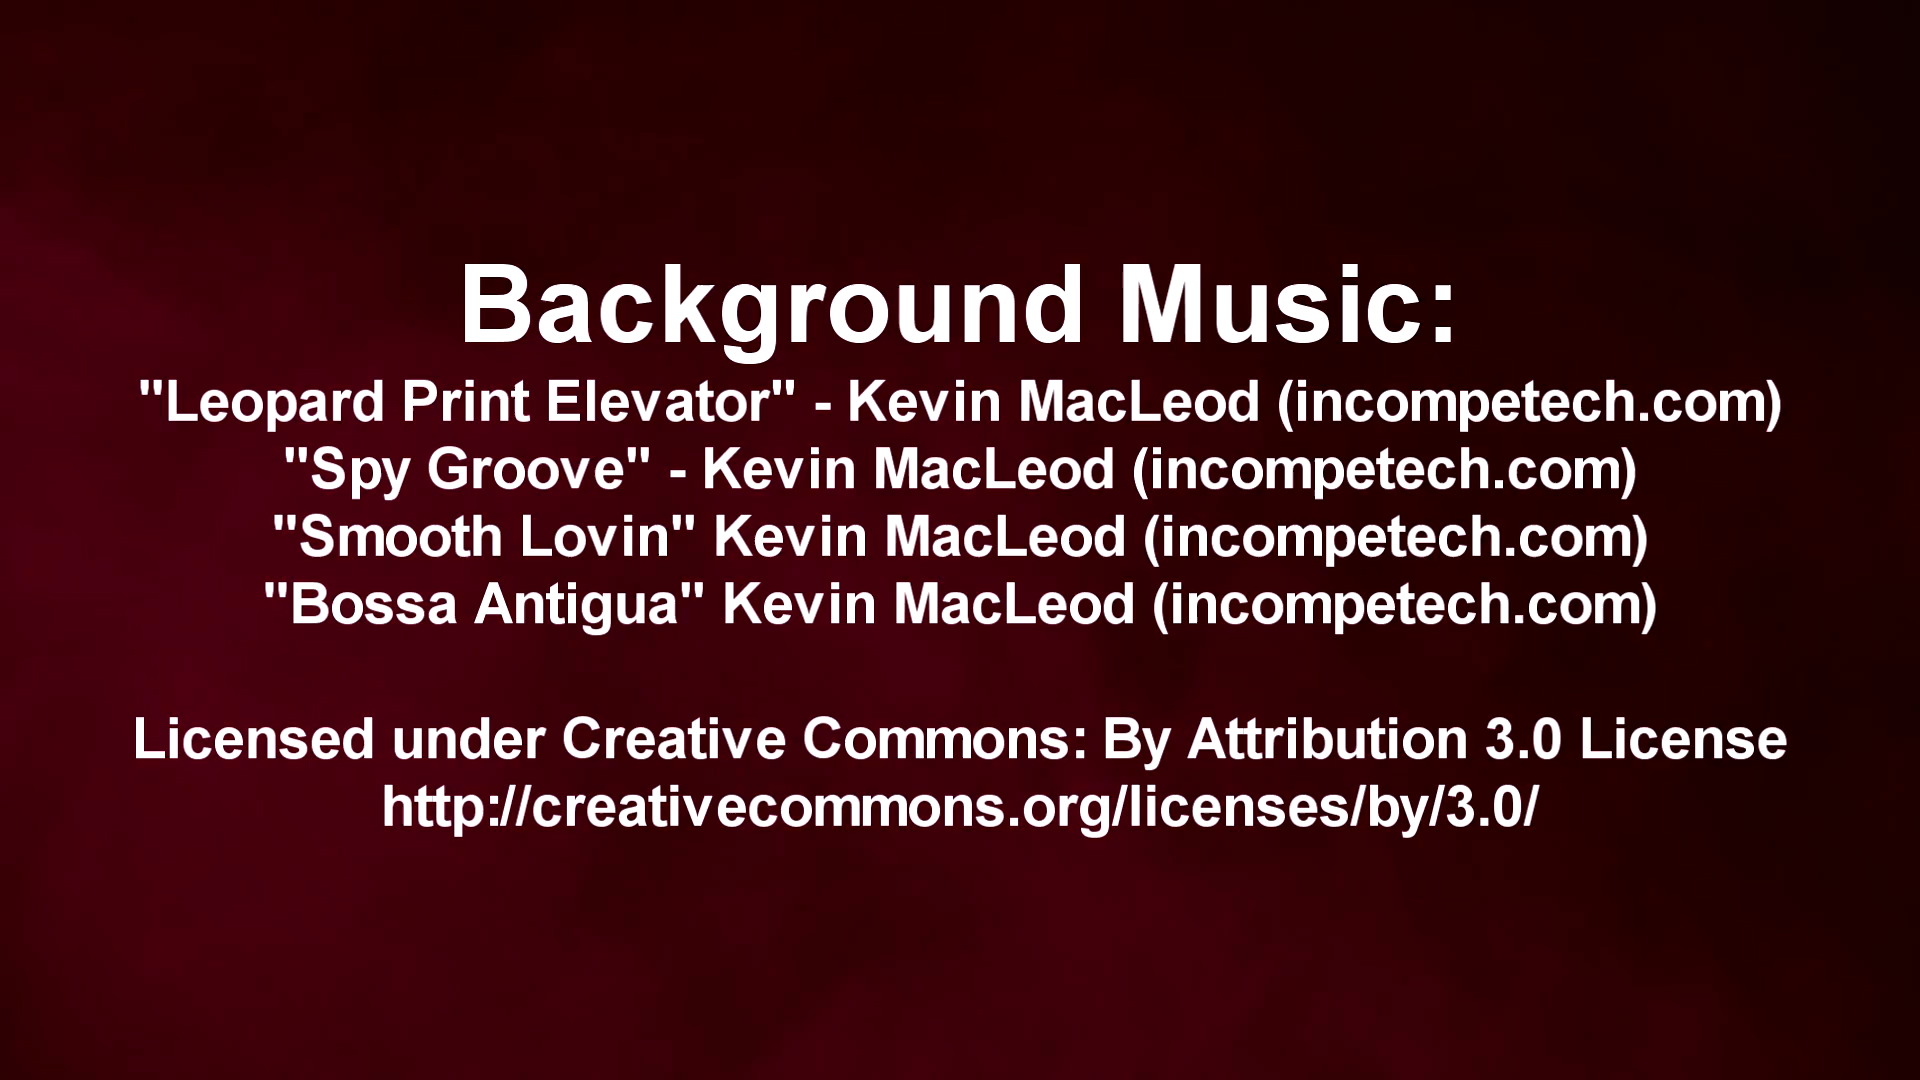 Background Music:
"Leopard Print Elevator" - Kevin MacLeod (incompetech.com)
"Spy Groove" - Kevin MacLeod (incompetech.com)
"Smooth Lovin" Kevin MacLeod (incompetech.com)
"Bossa Antigua" Kevin MacLeod (incompetech.com)
Licensed under Creative Commons: By Attribution 3.0 License
http://creativecommons.org/licenses/by/3.0/